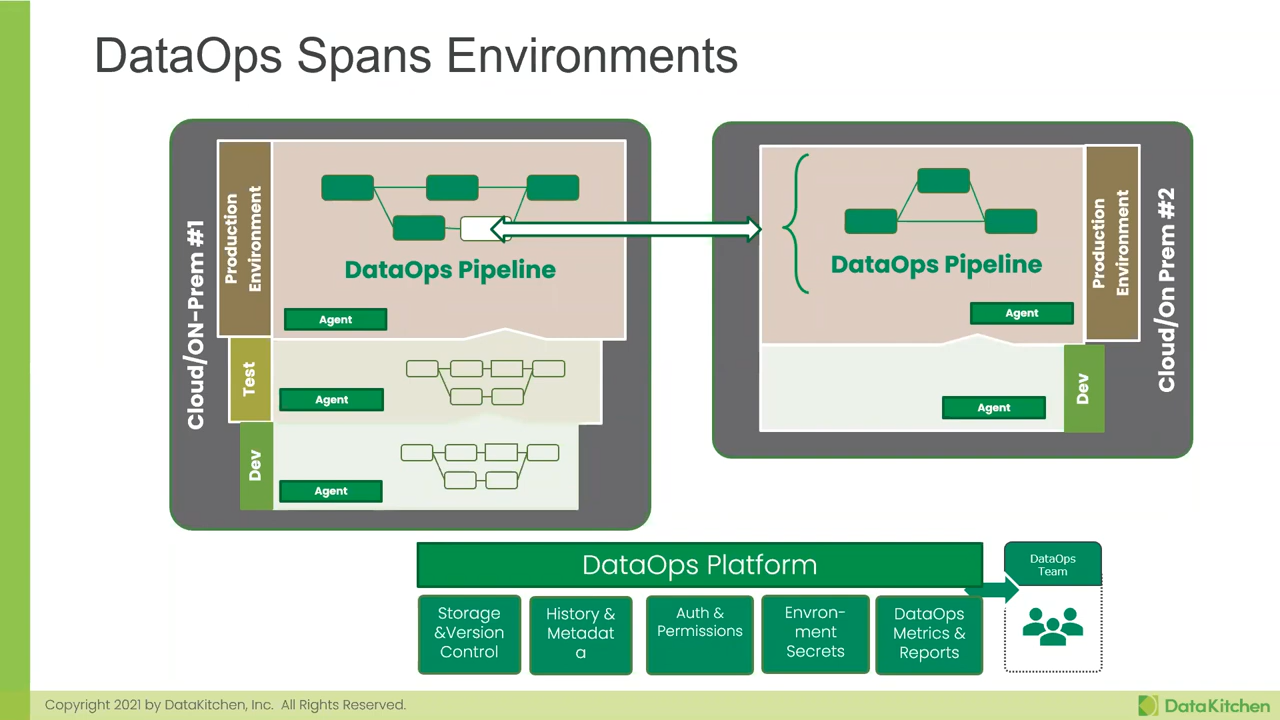 DataOps Spans Environments
Cloud/ON-Prem #1
Production
Environment
DataOps Pipeline
Agent
Test
Agent
Dev
Agent
DataOps Pipeline
Agent
Production
Environment
Cloud/On Prem #2
Agent
Dev
DataOps Platform
Storage
&Version
Control
History &
Metadat
a
Auth &
Permissions
Envron-
ment
Secrets
DataOps
Metrics &
Reports
DataOps
Team
Copyright 2021 by DataKitchen, Inc. All Rights Reserved.
DataKitchen